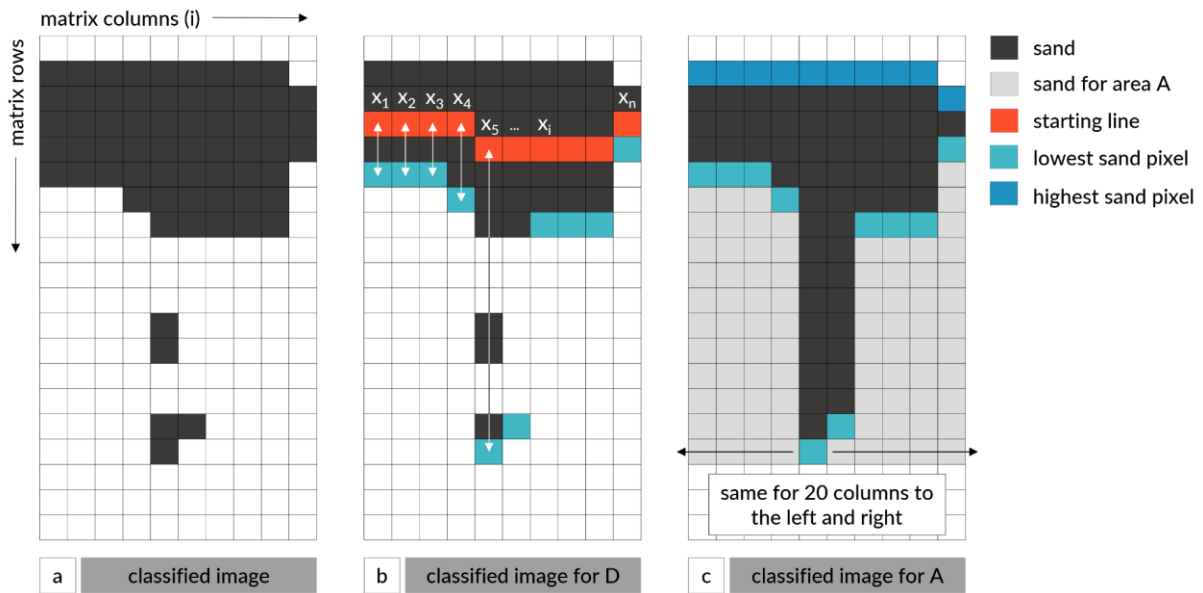 matrix columns (i)
matrix rows
x1 x2 x3 x4 xn
x5 ... xi
same for 20 columns to
the left and right
sand
sand for area A
starting line
lowest sand pixel
highest sand pixel
a classified image
b classified image for D
c classified image for A